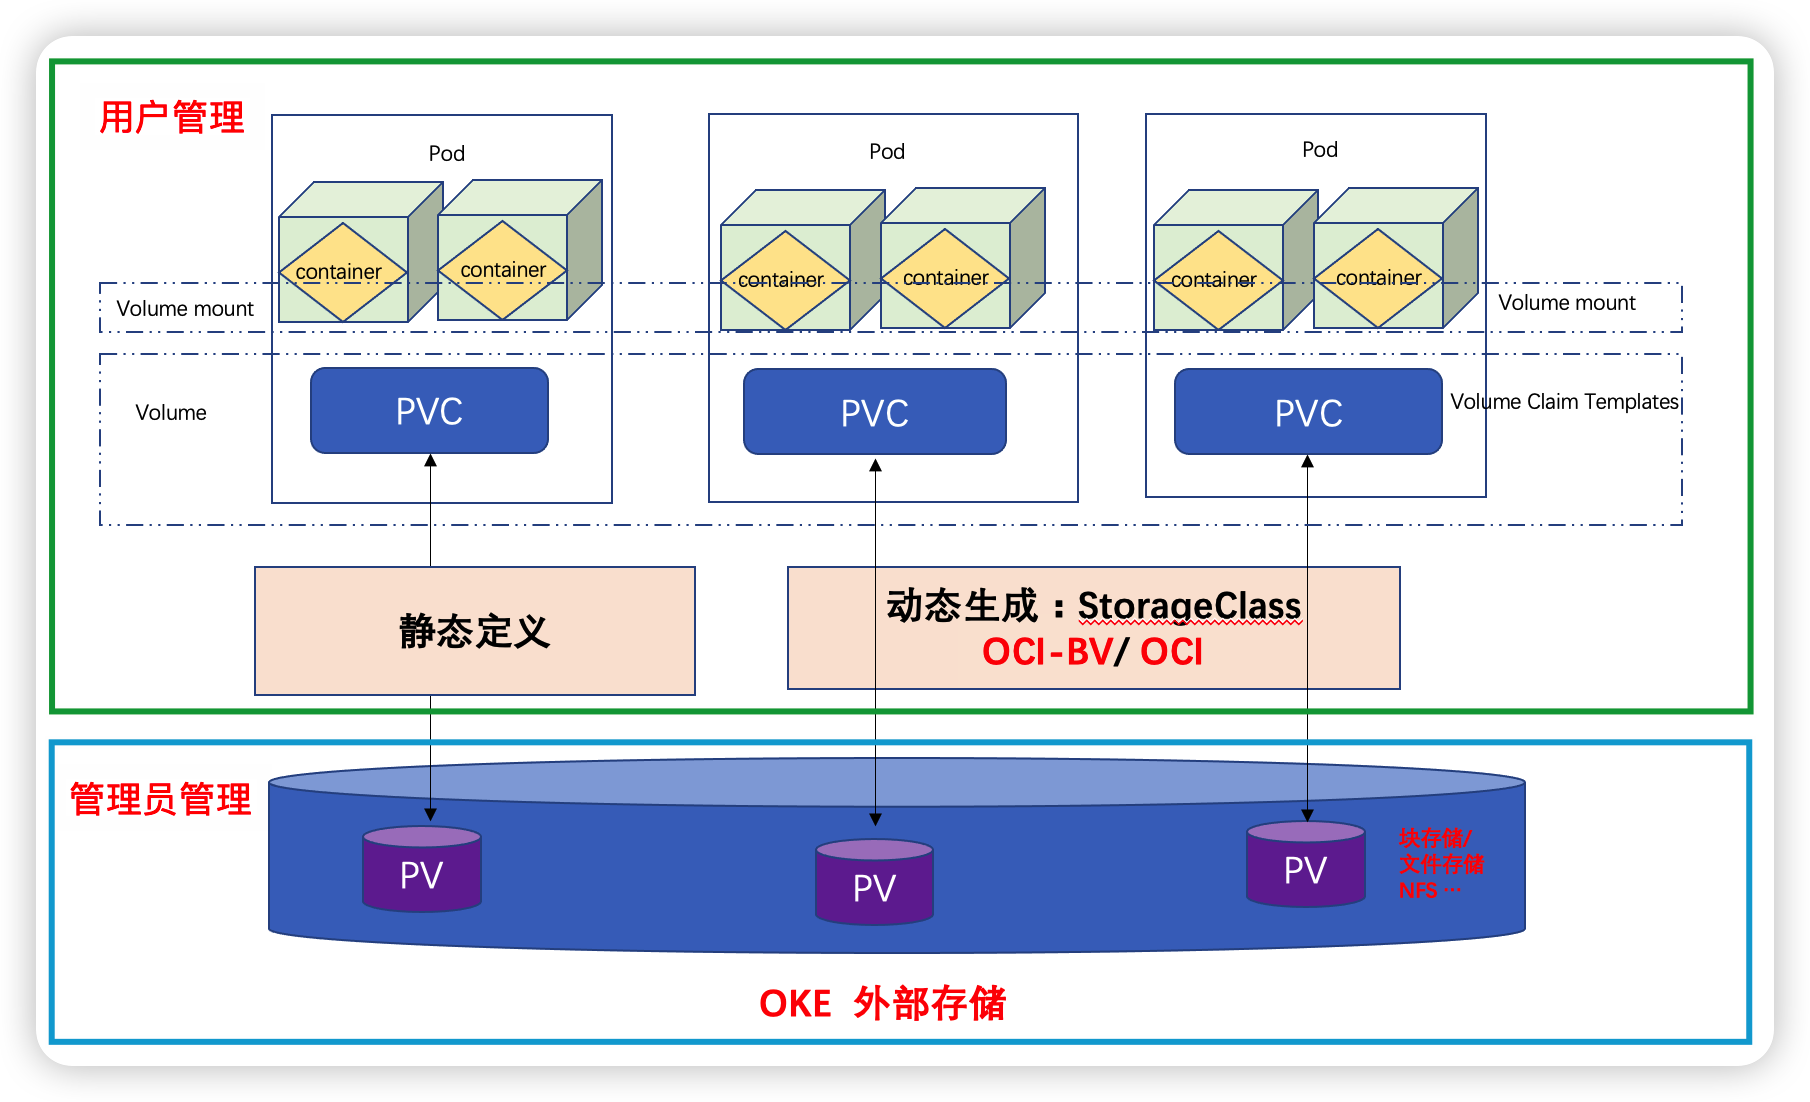 用户管理
Pod
Pod
Pod
container
container
container
container
container
container
Volume mount
Volume mount
Volume
PVC
PVC
PVC
Volume Claim Templates
静态定义
动态生成：StorageClass
OCI-BV/ OCI
管理员管理
PV
PV
PV
块存储/
文件存储
NFS ...
OKE 外部存储